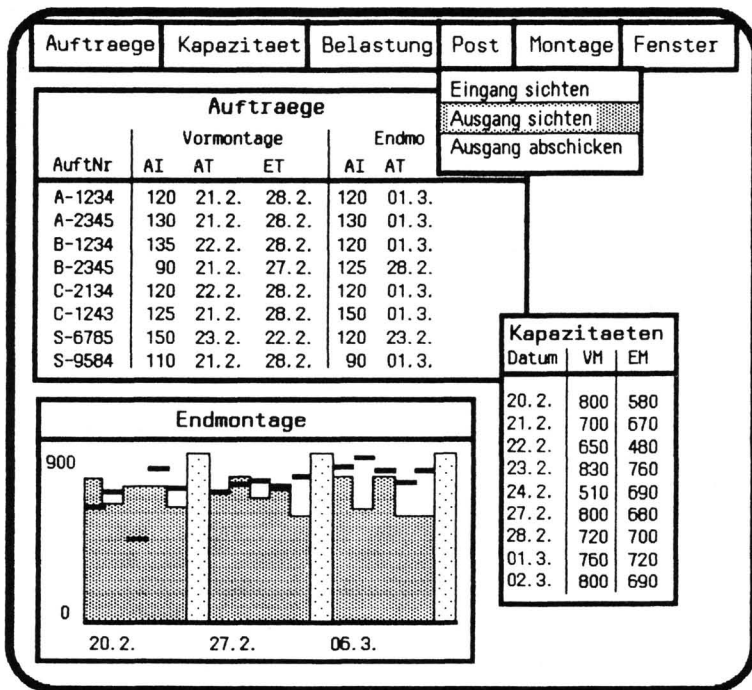 Auftraege Kapazitaet Belastung Post Montage Fenster
Eingang sichten
Ausgang sichten
Ausgang abschicken
Auftraege
Vormontage Endmo
AuftNr AI AT ET AI AT
A-1234 120 21.2. 28.2. 120 01.3.
A-2345 130 21.2. 28.2. 130 01.3.
B-1234 135 22.2. 28.2. 120 01.3.
B-2345 90 21.2. 27.2. 125 28.2.
C-2134 120 22.2. 28.2. 120 01.3.
C-1243 125 21.2. 28.2. 150 01.3.
S-6785 150 23.2. 22.2. 120 23.2.
S-9584 110 21.2. 28.2. 90 01.3.
Kapazitaeten
Datum VM EM
20.2. 800 580
21.2. 700 670
22.2. 650 480
23.2. 830 760
24.2. 510 690
27.2. 800 680
28.2. 720 700
01.3. 760 720
02.3. 800 690
Endmontage
900
0
20.2. 27.2. 06.3.